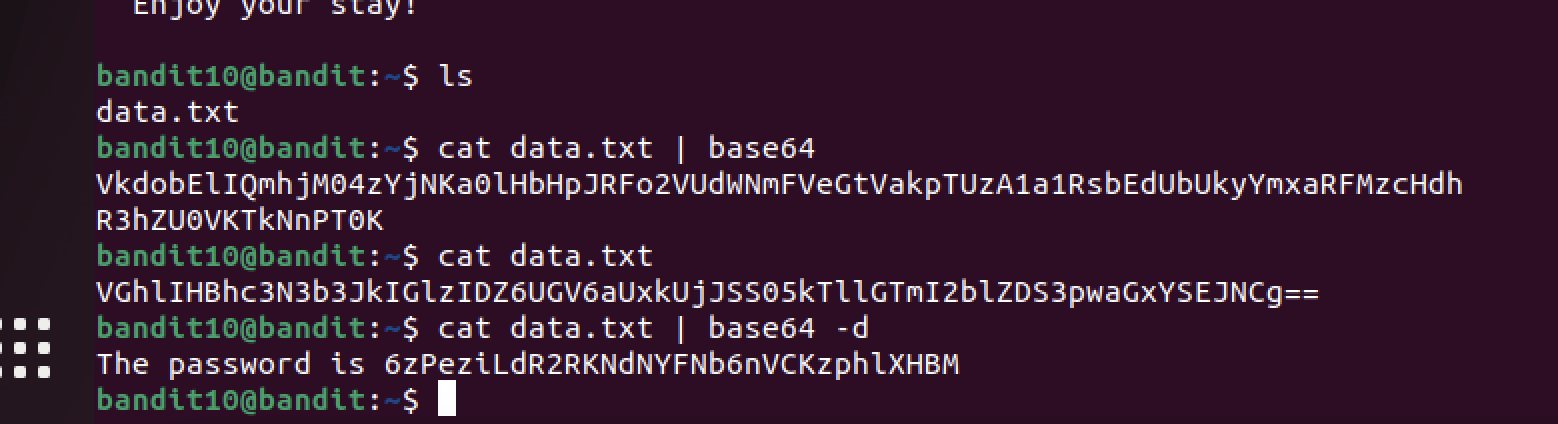 Enjoy your stay!
bandit10@bandit:~$ ls
data.txt
bandit10@bandit:~$ cat data.txt | base64
VkdobElIQmhjM04zYjNKa0lHbHpJRFo2VUdWNmFVeGtVakpTUzA1a1RsbEdUbUkyYmxaRFMzcHdh
R3hZU0VKTkNnPT0K
bandit10@bandit:~$ cat data.txt
VGhlIHBhc3N3b3JkIGlzIDZ6UGV6aUxkUjJSS05kTllGTmI2blZDS3pwaGxYSEJNCg==
bandit10@bandit:~$ cat data.txt | base64 -d
The password is 6zPeziLdR2RKNdNYFNb6nVCKzphlXHBM
bandit10@bandit:~$